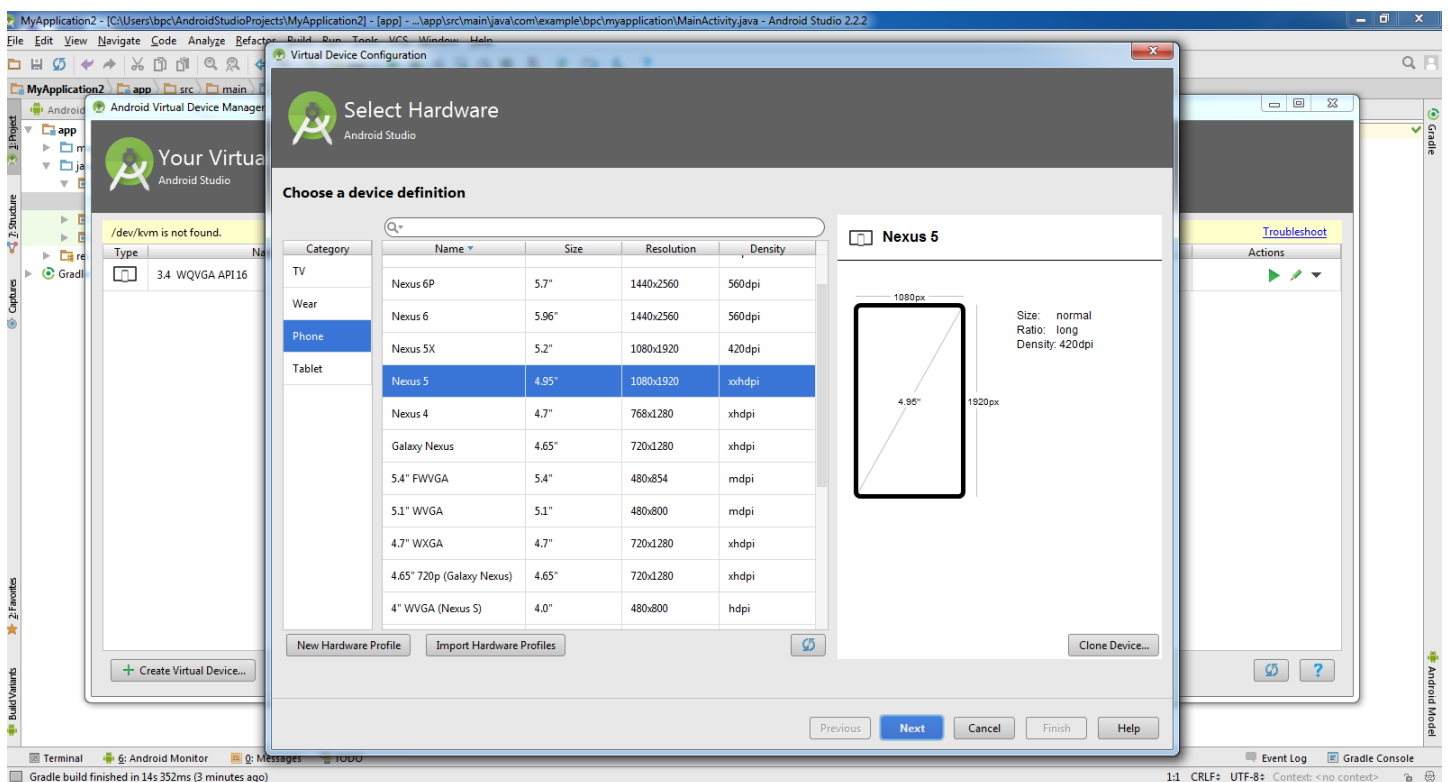 MyApplication2 - [C:\Users\bpc\AndroidStudioProjects\MyApplication2] - [app] - ...\app\src\main\java\com\example\bpc\myapplication\MainActivity.java - Android Studio 2.2.2
File Edit View Navigate Code Analyze Refactor Build Run Tools VCS Window Help
MyApplication2 app src main
Android
1: Project
2: Structure
Captures
2: Favorites
Build Variants
app
Gradle
Android Model
Android Virtual Device Manager
Your Virtua
Android Studio
/dev/kvm is not found.
Troubleshoot
Type
Actions
3.4 WQVGA API 16
Create Virtual Device...
?
Virtual Device Configuration
Select Hardware
Android Studio
Choose a device definition
Category Name Size Resolution Density
TV
Wear
Phone
Tablet
Nexus 6P 5.7" 1440x2560 560dpi
Nexus 6 5.96" 1440x2560 560dpi
Nexus 5X 5.2" 1080x1920 420dpi
Nexus 5 4.95" 1080x1920 xxhdpi
Nexus 4 4.7" 768x1280 xhdpi
Galaxy Nexus 4.65" 720x1280 xhdpi
5.4" FWVGA 5.4" 480x854 mdpi
5.1" WVGA 5.1" 480x800 mdpi
4.7" WXGA 4.7" 720x1280 xhdpi
4.65" 720p (Galaxy Nexus) 4.65" 720x1280 xhdpi
4" WVGA (Nexus S) 4.0" 480x800 hdpi
Nexus 5
1080px
4.95"
1920px
Size: normal
Ratio: long
Density: 420dpi
New Hardware Profile Import Hardware Profiles
Clone Device...
Previous Next Cancel Finish Help
Terminal 6: Android Monitor 0: Messages TODO Event Log Gradle Console
Gradle build finished in 14s 352ms (3 minutes ago) 1:1 CRLF÷ UTF-8÷ Context: <no context>